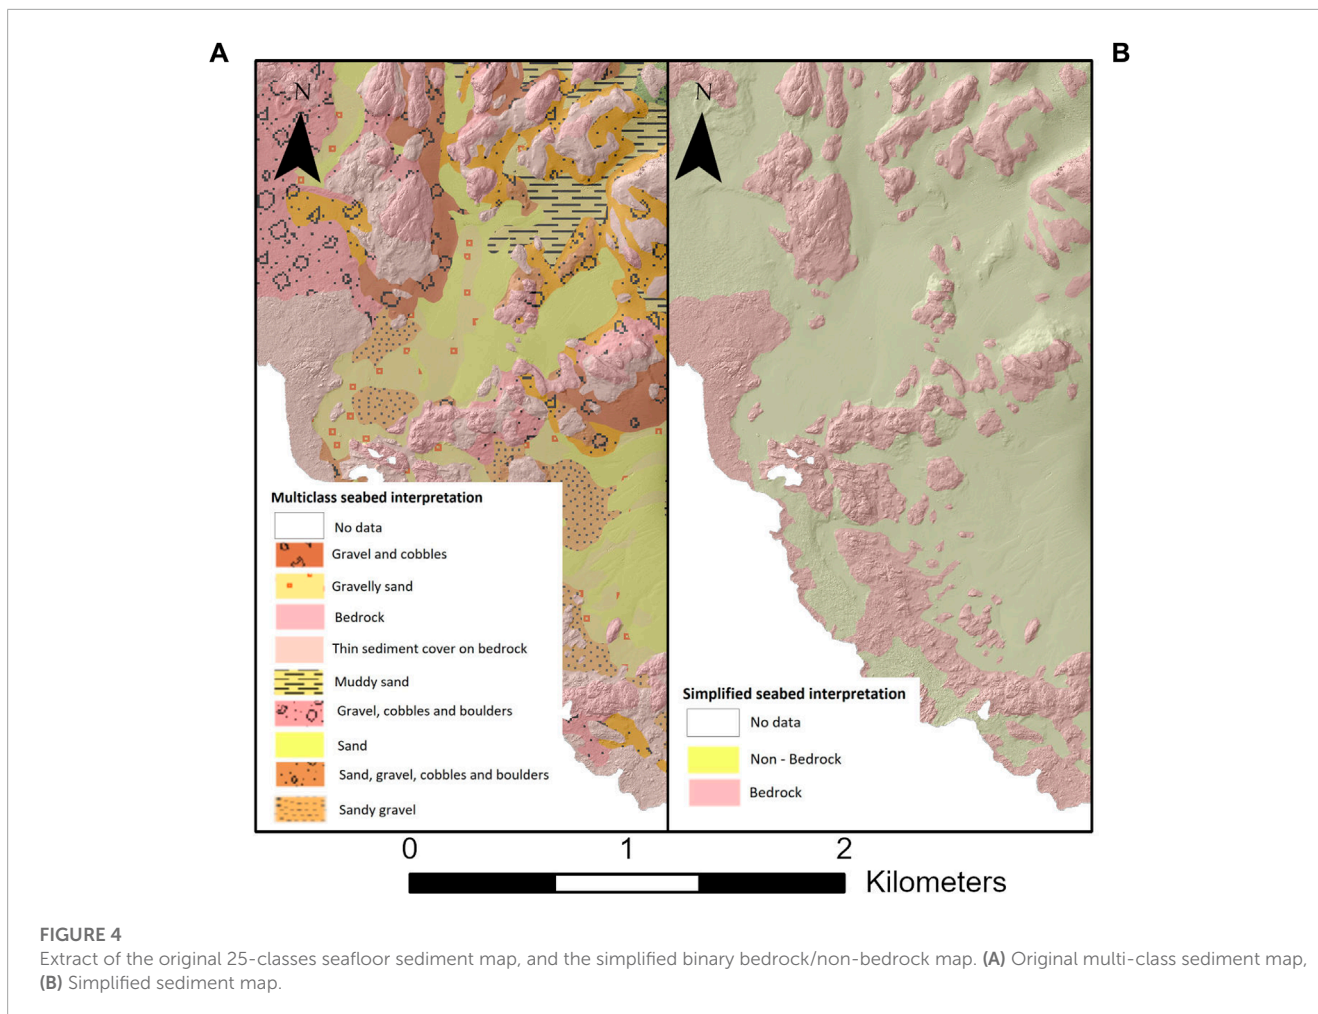 A
B
N
N
Multiclass seabed interpretation
No data
Gravel and cobbles
Gravelly sand
Bedrock
Thin sediment cover on bedrock
Muddy sand
Gravel, cobbles and boulders
Sand
Sand, gravel, cobbles and boulders
Sandy gravel
Simplified seabed interpretation
No data
Non - Bedrock
Bedrock
0 1 2
Kilometers
FIGURE 4
Extract of the original 25-classes seafloor sediment map, and the simplified binary bedrock/non-bedrock map. (A) Original multi-class sediment map,
(B) Simplified sediment map.